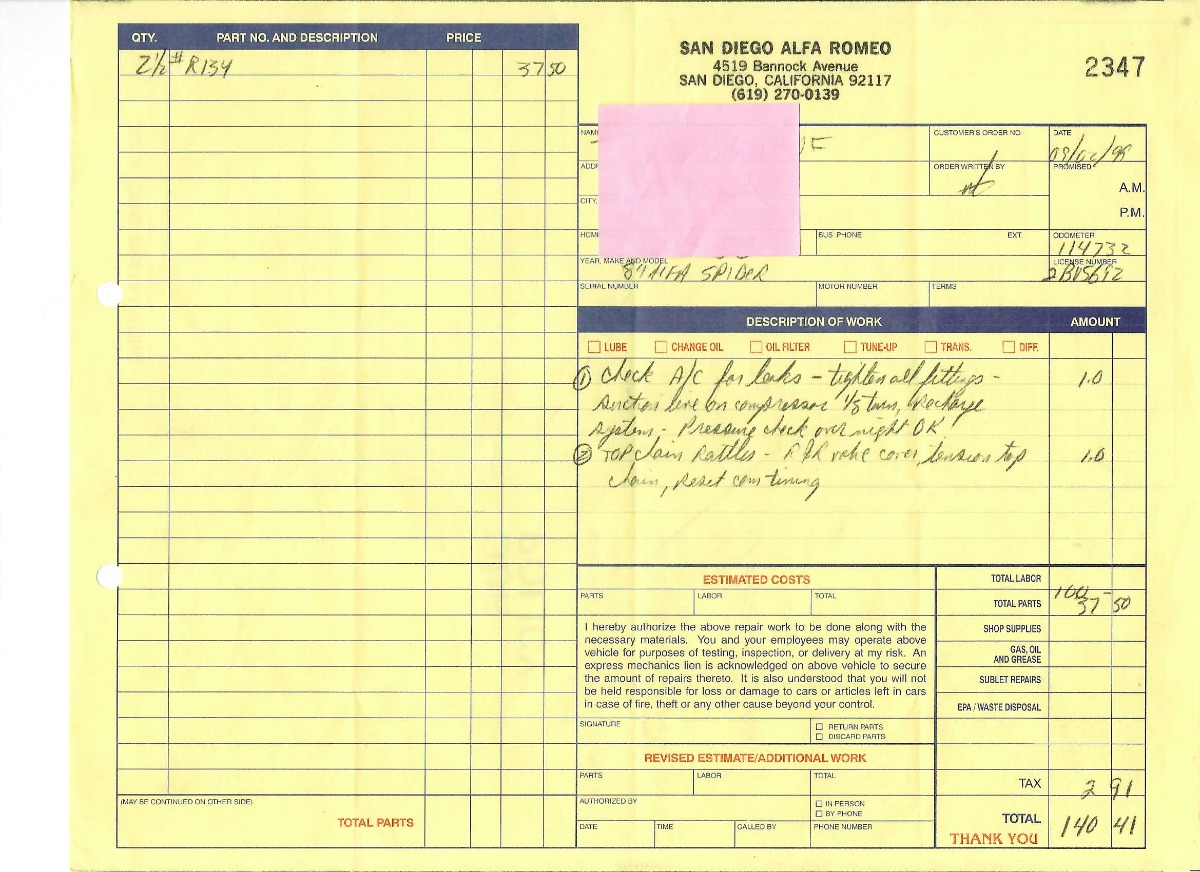 QTY. PART NO. AND DESCRIPTION PRICE
2½ # R134 37 50
SAN DIEGO ALFA ROMEO
4519 Bannock Avenue
SAN DIEGO, CALIFORNIA 92117
(619) 270-0139
2347
CUSTOMER'S ORDER NO. DATE
ORDER WRITTEN BY PROMISED
A.M.
P.M.
CITY,
BUS. PHONE EXT. ODOMETER
114732
YEAR, MAKE AND MODEL LICENSE NUMBER
ALFA SPIDER
SERIAL NUMBER MOTOR NUMBER TERMS
DESCRIPTION OF WORK AMOUNT
LUBE CHANGE OIL OIL FILTER TUNE-UP TRANS. DIFF.
① Check A/C for leaks - tighten all fittings - 1.0
suction line on compressor 1/8 turn, recharge
system - Pressure check over night OK
② TOP chain Rattles - R&R valve cover, tension top 1.0
chain, reset cam timing
ESTIMATED COSTS
PARTS LABOR TOTAL
I hereby authorize the above repair work to be done along with the
necessary materials. You and your employees may operate above
vehicle for purposes of testing, inspection, or delivery at my risk. An
express mechanics lien is acknowledged on above vehicle to secure
the amount of repairs thereto. It is also understood that you will not
be held responsible for loss or damage to cars or articles left in cars
in case of fire, theft or any other cause beyond your control.
SIGNATURE
RETURN PARTS
DISCARD PARTS
REVISED ESTIMATE/ADDITIONAL WORK
PARTS LABOR TOTAL
AUTHORIZED BY
IN PERSON
BY PHONE
DATE TIME CALLED BY PHONE NUMBER
TOTAL LABOR 100 -
TOTAL PARTS 37 50
SHOP SUPPLIES
GAS, OIL
AND GREASE
SUBLET REPAIRS
EPA / WASTE DISPOSAL
TAX 2 91
TOTAL 140 41
THANK YOU
(MAY BE CONTINUED ON OTHER SIDE)
TOTAL PARTS